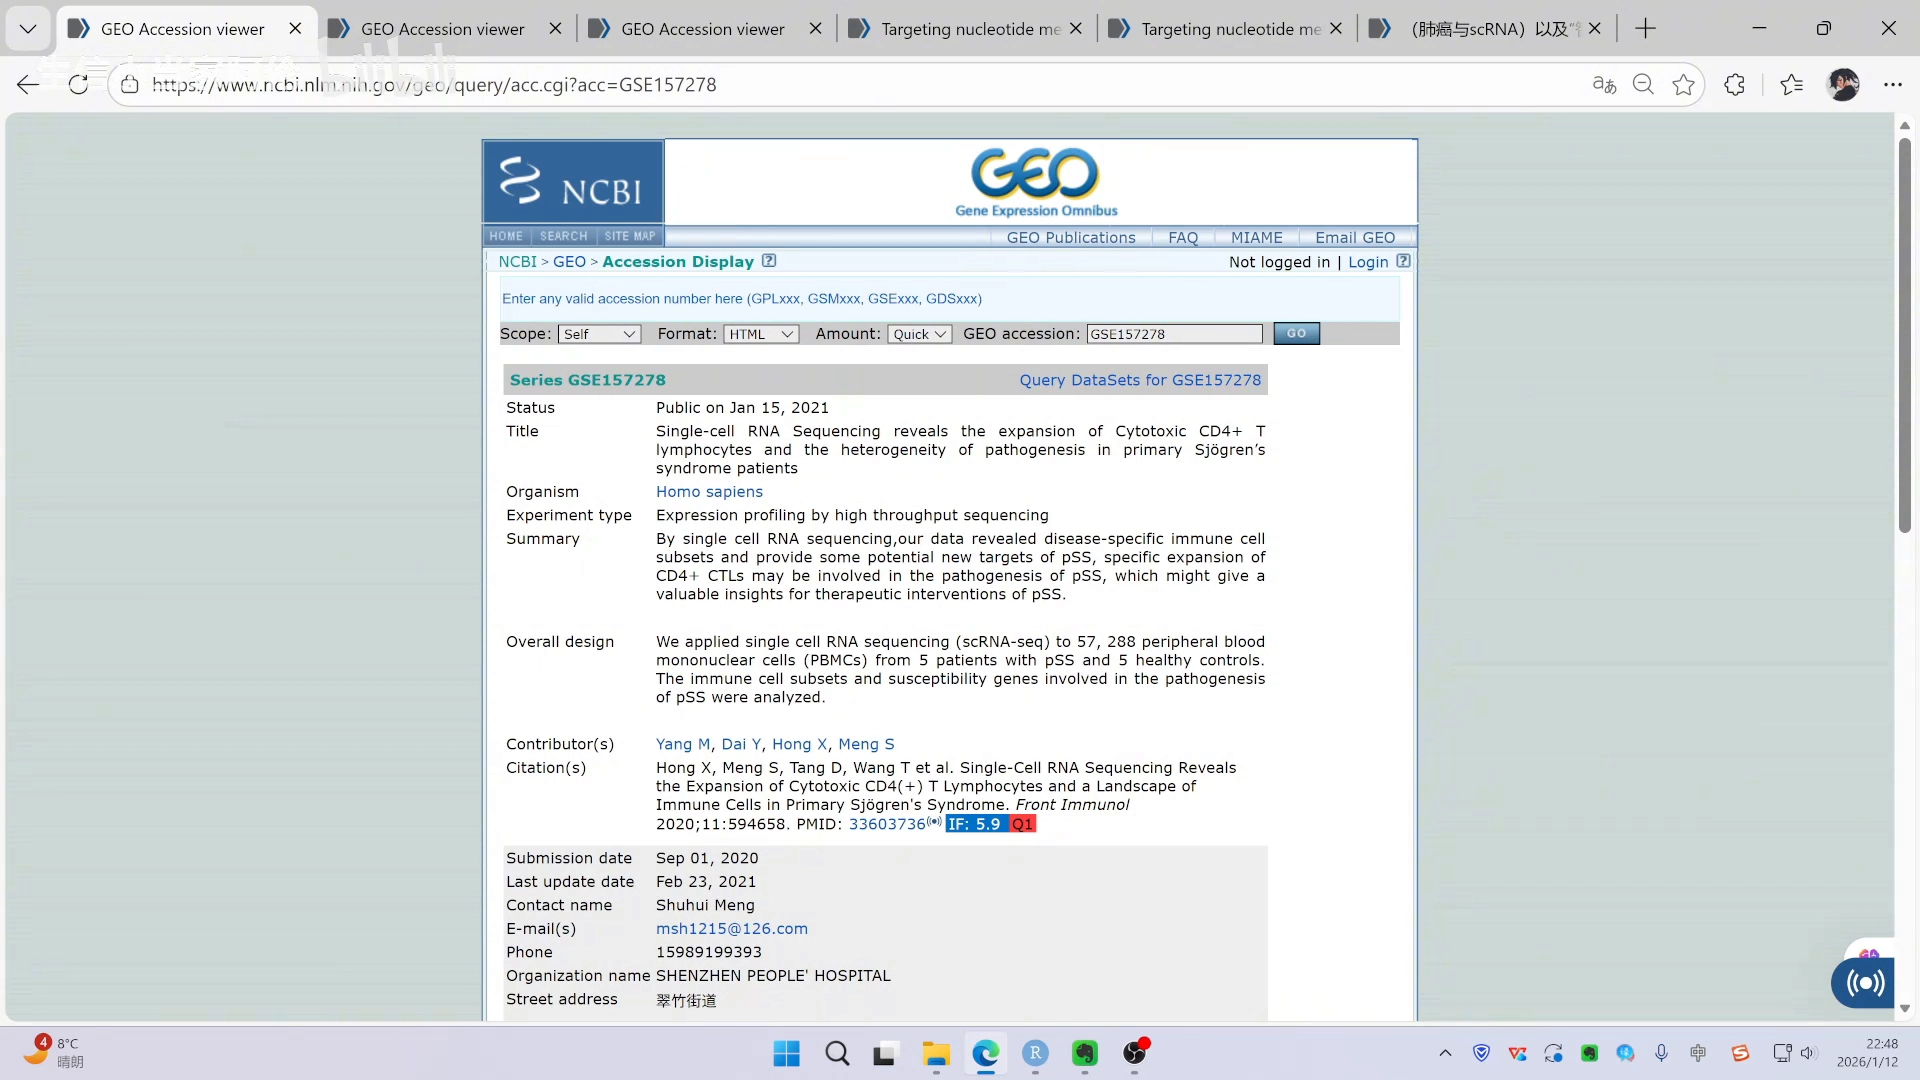 GEO Accession viewer
GEO Accession viewer
GEO Accession viewer
Targeting nucleotide me
Targeting nucleotide me
（肺癌与scRNA）以及“
https://www.ncbi.nlm.nih.gov/geo/query/acc.cgi?acc=GSE157278
NCBI
GEO
Gene Expression Omnibus
HOME SEARCH SITE MAP
GEO Publications FAQ MIAME Email GEO
NCBI > GEO > Accession Display ?
Not logged in | Login ?
Enter any valid accession number here (GPLxxx, GSMxxx, GSExxx, GDSxxx)
Scope: Self Format: HTML Amount: Quick GEO accession: GSE157278 GO
Series GSE157278 Query DataSets for GSE157278
Status Public on Jan 15, 2021
Title Single-cell RNA Sequencing reveals the expansion of Cytotoxic CD4+ T
lymphocytes and the heterogeneity of pathogenesis in primary Sjögren’s
syndrome patients
Organism Homo sapiens
Experiment type Expression profiling by high throughput sequencing
Summary By single cell RNA sequencing,our data revealed disease-specific immune cell
subsets and provide some potential new targets of pSS, specific expansion of
CD4+ CTLs may be involved in the pathogenesis of pSS, which might give a
valuable insights for therapeutic interventions of pSS.
Overall design We applied single cell RNA sequencing (scRNA-seq) to 57, 288 peripheral blood
mononuclear cells (PBMCs) from 5 patients with pSS and 5 healthy controls.
The immune cell subsets and susceptibility genes involved in the pathogenesis
of pSS were analyzed.
Contributor(s) Yang M, Dai Y, Hong X, Meng S
Citation(s) Hong X, Meng S, Tang D, Wang T et al. Single-Cell RNA Sequencing Reveals
the Expansion of Cytotoxic CD4(+) T Lymphocytes and a Landscape of
Immune Cells in Primary Sjögren's Syndrome. Front Immunol
2020;11:594658. PMID: 33603736 IF: 5.9 Q1
Submission date Sep 01, 2020
Last update date Feb 23, 2021
Contact name Shuhui Meng
E-mail(s) msh1215@126.com
Phone 15989199393
Organization name SHENZHEN PEOPLE' HOSPITAL
Street address 翠竹街道
4
8°C
晴朗
R
中
22:48
2026/1/12